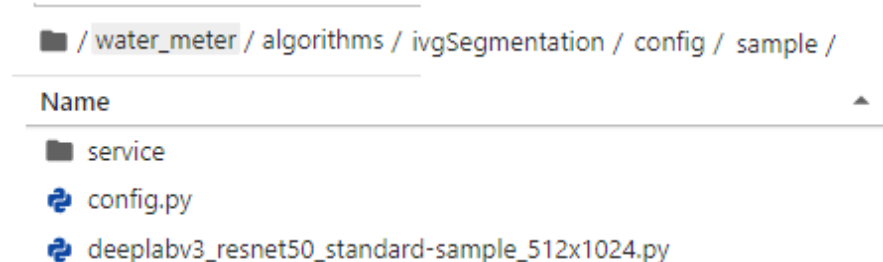 / water_meter / algorithms / ivgSegmentation / config / sample /
Name
service
config.py
deeplabv3_resnet50_standard-sample_512x1024.py